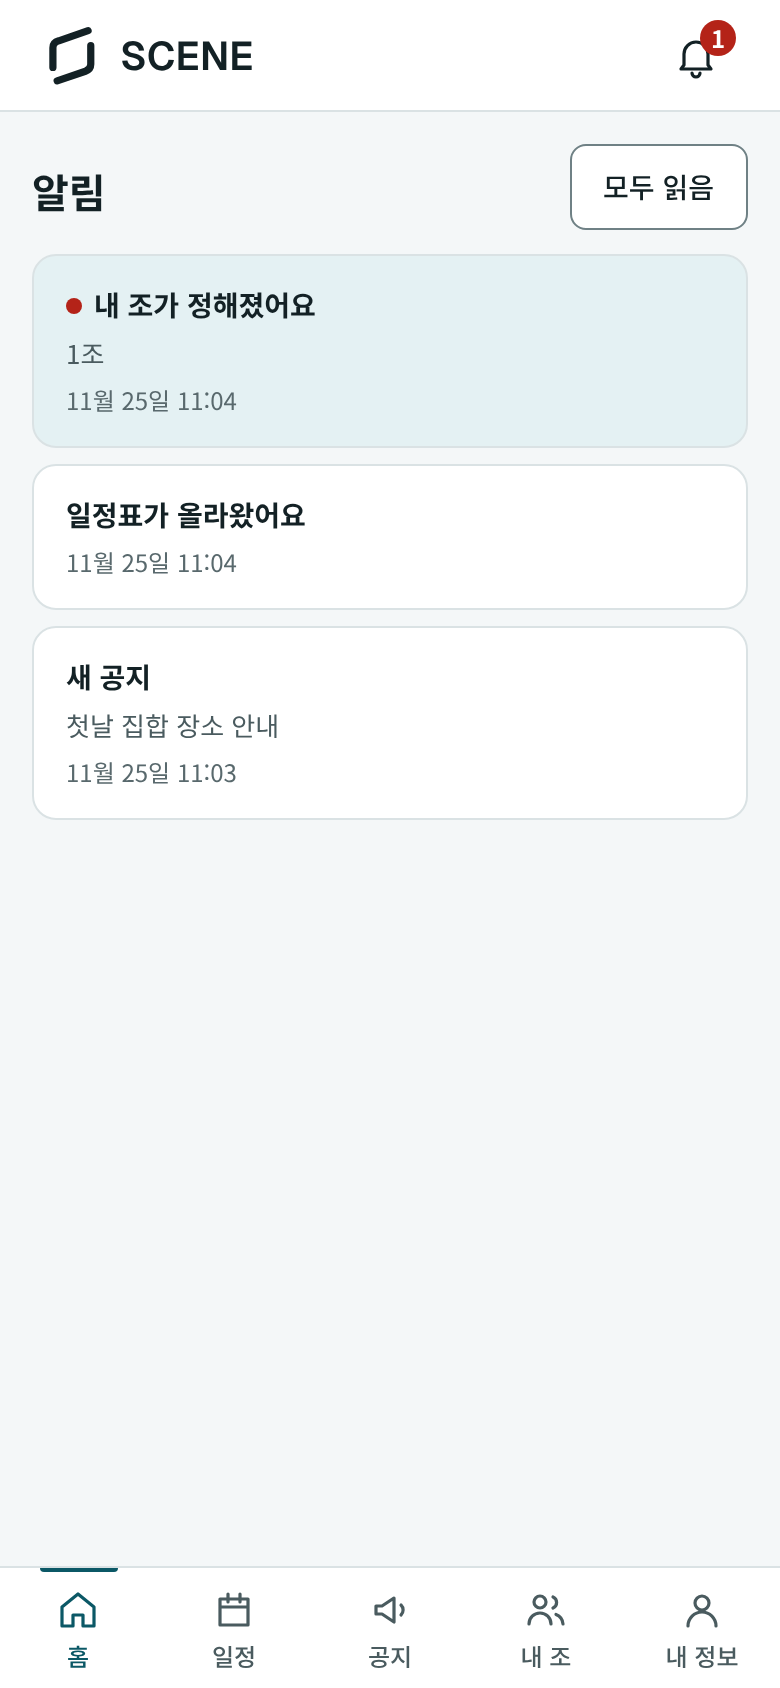 SCENE
1
알림
모두 읽음
내 조가 정해졌어요
1조
11월 25일 11:04
일정표가 올라왔어요
11월 25일 11:04
새 공지
첫날 집합 장소 안내
11월 25일 11:03
홈
일정
공지
내 조
내 정보